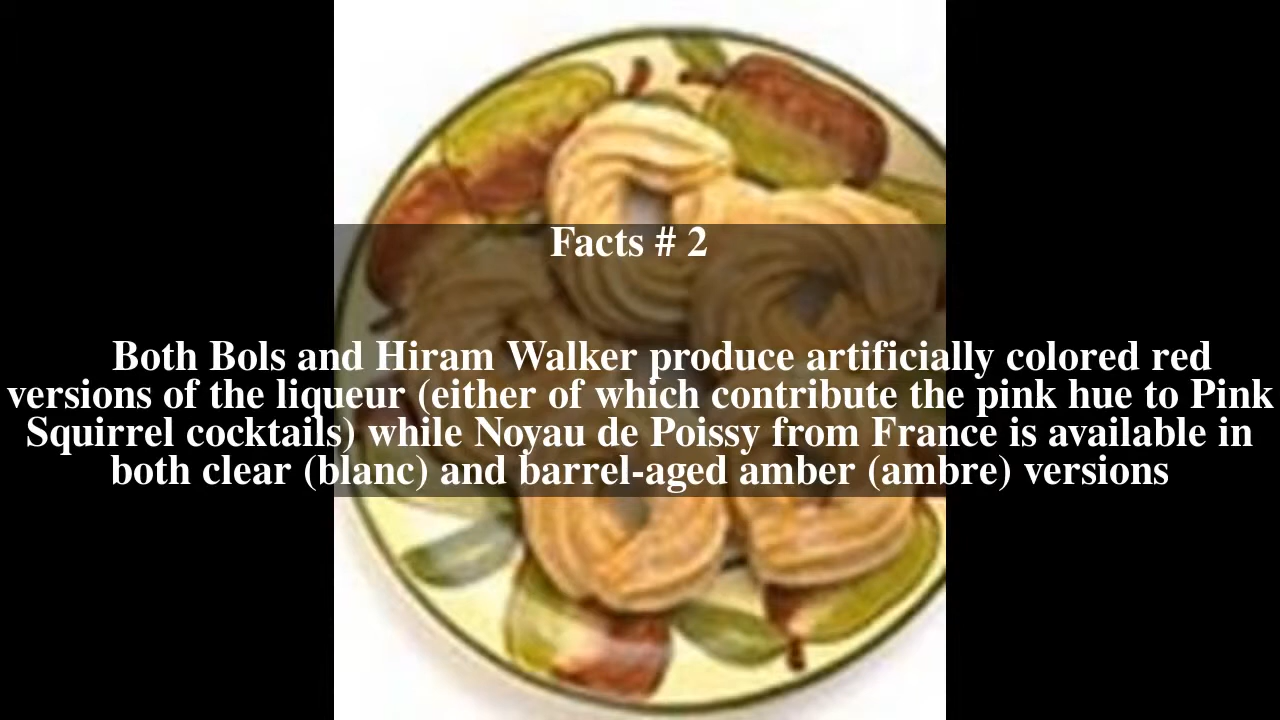 Facts # 2
Both Bols and Hiram Walker produce artificially colored red
versions of the liqueur (either of which contribute the pink hue to Pink
Squirrel cocktails) while Noyau de Poissy from France is available in
both clear (blanc) and barrel-aged amber (ambre) versions